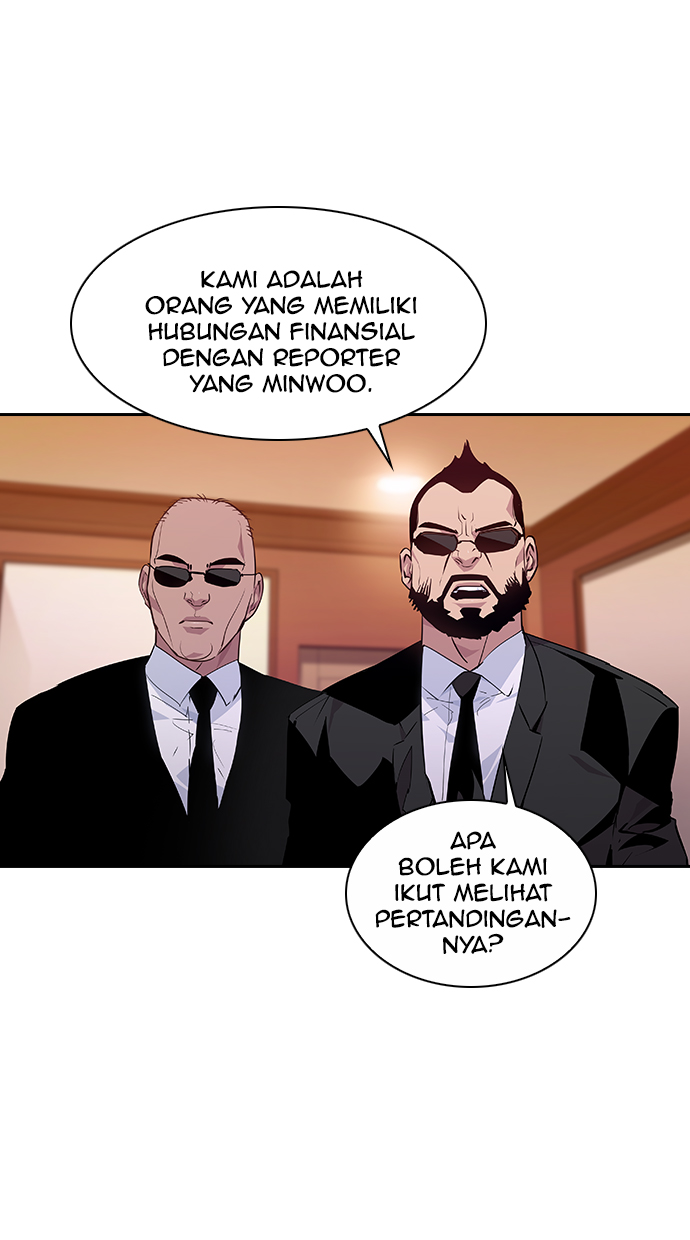 KAMI ADALAH
ORANG YANG MEMILIKI
HUBUNGAN FINANSIAL
DENGAN REPORTER
YANG MINWOO.
APA
BOLEH KAMI
IKUT MELIHAT
PERTANDINGAN-
NYA?